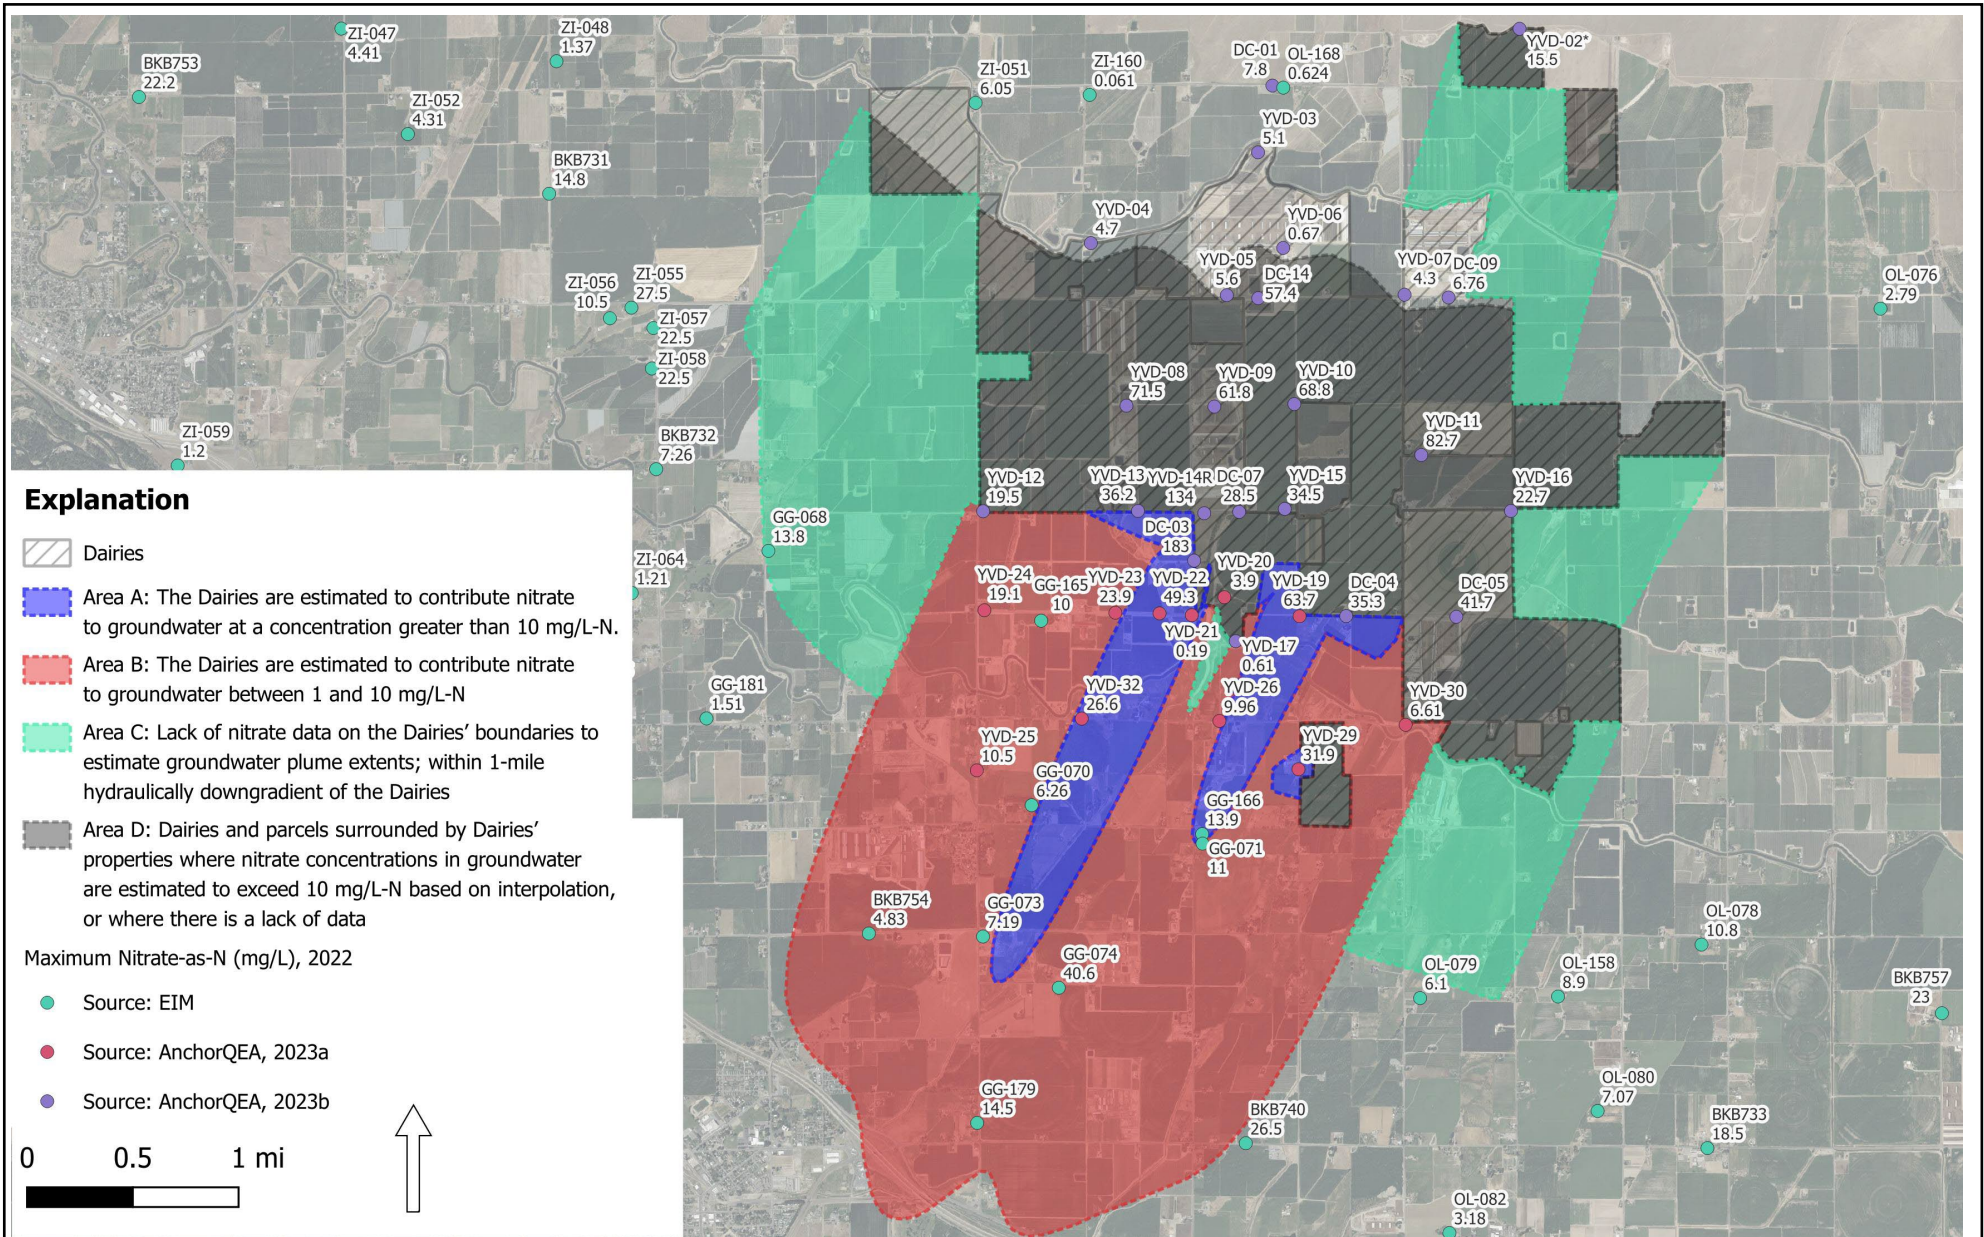 ZI-047
4.41
ZI-048
1.37
BKB753
22.2
ZI-052
4.31
BKB731
14.8
ZI-051
6.05
ZI-160
0.061
DC-01
7.8
OL-168
0.624
YVD-02*
15.5
YVD-03
5.1
YVD-04
4.7
YVD-06
0.67
YVD-05
5.6
DC-14
57.4
YVD-07
4.3
DC-09
6.76
OL-076
2.79
ZI-056
10.5
ZI-055
27.5
ZI-057
22.5
ZI-058
22.5
YVD-08
71.5
YVD-09
61.8
YVD-10
68.8
YVD-11
82.7
ZI-059
1.2
BKB732
7.26
YVD-12
19.5
YVD-13
36.2
YVD-14R
134
DC-07
28.5
YVD-15
34.5
YVD-16
22.7
GG-068
13.8
DC-03
183
ZI-064
1.21
YVD-24
19.1
GG-165
10
YVD-23
23.9
YVD-22
49.3
YVD-20
3.9
YVD-19
63.7
DC-04
35.3
DC-05
41.7
YVD-21
0.19
YVD-17
0.61
GG-181
1.51
YVD-32
26.6
YVD-26
9.96
YVD-30
6.61
YVD-25
10.5
YVD-29
31.9
GG-070
6.26
GG-166
13.9
GG-071
11
BKB754
4.83
GG-073
7.19
GG-074
40.6
OL-078
10.8
OL-079
6.1
OL-158
8.9
BKB757
23
GG-179
14.5
BKB740
26.5
OL-080
7.07
BKB733
18.5
OL-082
3.18
Explanation
Dairies
Area A: The Dairies are estimated to contribute nitrate
to groundwater at a concentration greater than 10 mg/L-N.
Area B: The Dairies are estimated to contribute nitrate
to groundwater between 1 and 10 mg/L-N
Area C: Lack of nitrate data on the Dairies’ boundaries to
estimate groundwater plume extents; within 1-mile
hydraulically downgradient of the Dairies
Area D: Dairies and parcels surrounded by Dairies’
properties where nitrate concentrations in groundwater
are estimated to exceed 10 mg/L-N based on interpolation,
or where there is a lack of data
Maximum Nitrate-as-N (mg/L), 2022
Source: EIM
Source: AnchorQEA, 2023a
Source: AnchorQEA, 2023b
0 0.5 1 mi